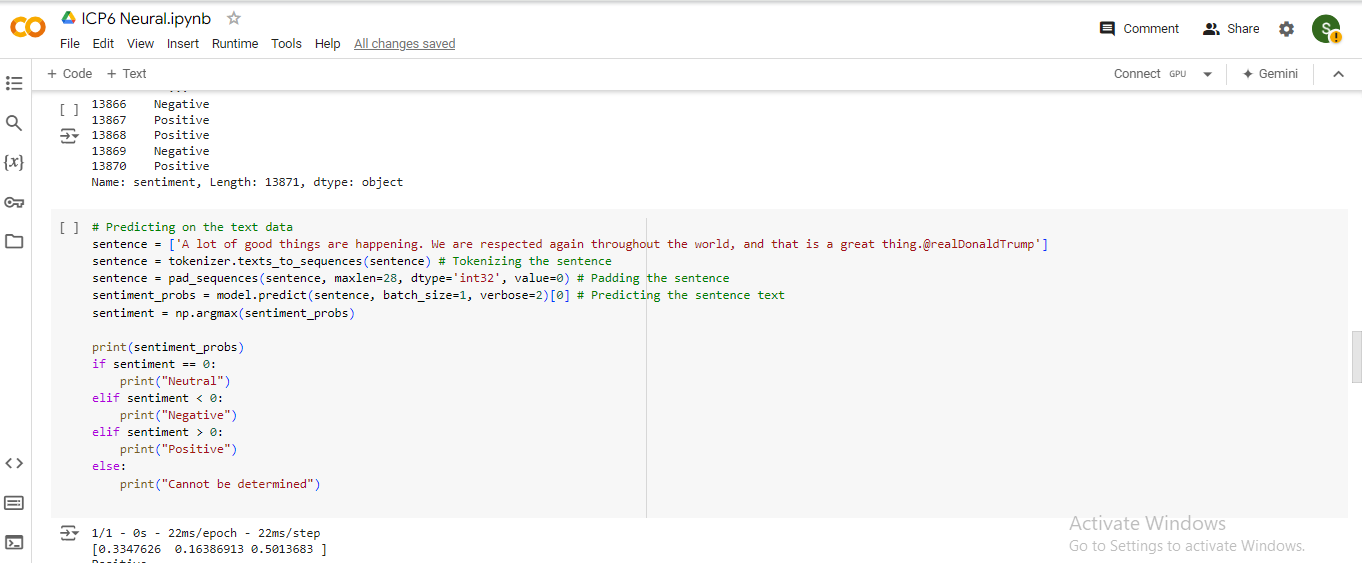 ICP6 Neural.ipynb
Comment
Share
S
File Edit View Insert Runtime Tools Help All changes saved
+ Code + Text
Connect GPU
Gemini
...
[ ]
13866 Negative
13867 Positive
13868 Positive
13869 Negative
13870 Positive
Name: sentiment, Length: 13871, dtype: object
{x}
[ ] # Predicting on the text data
sentence = ['A lot of good things are happening. We are respected again throughout the world, and that is a great thing.@realDonaldTrump']
sentence = tokenizer.texts_to_sequences(sentence) # Tokenizing the sentence
sentence = pad_sequences(sentence, maxlen=28, dtype='int32', value=0) # Padding the sentence
sentiment_probs = model.predict(sentence, batch_size=1, verbose=2)[0] # Predicting the sentence text
sentiment = np.argmax(sentiment_probs)
print(sentiment_probs)
if sentiment == 0:
    print("Neutral")
elif sentiment < 0:
    print("Negative")
elif sentiment > 0:
    print("Positive")
else:
    print("Cannot be determined")
1/1 - 0s - 22ms/epoch - 22ms/step
[0.3347626 0.16386913 0.5013683 ]
Positive
Activate Windows
Go to Settings to activate Windows.